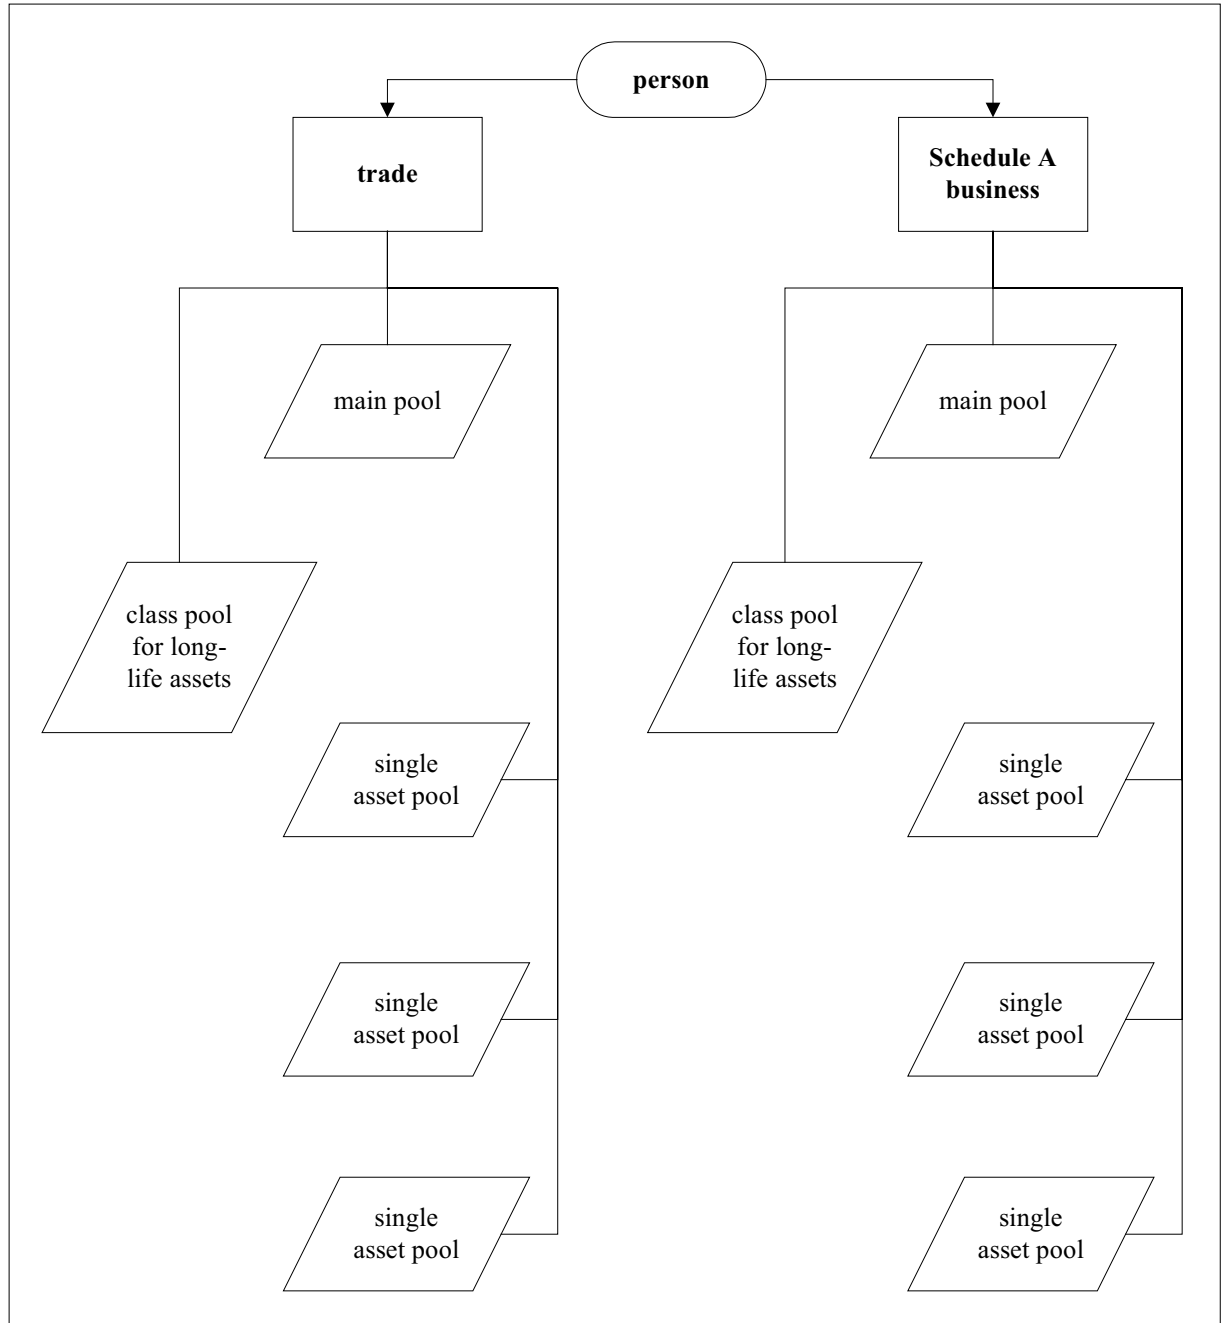 person
trade
Schedule A
business
main pool
main pool
class pool
for long-
life assets
class pool
for long-
life assets
single
asset pool
single
asset pool
single
asset pool
single
asset pool
single
asset pool
single
asset pool